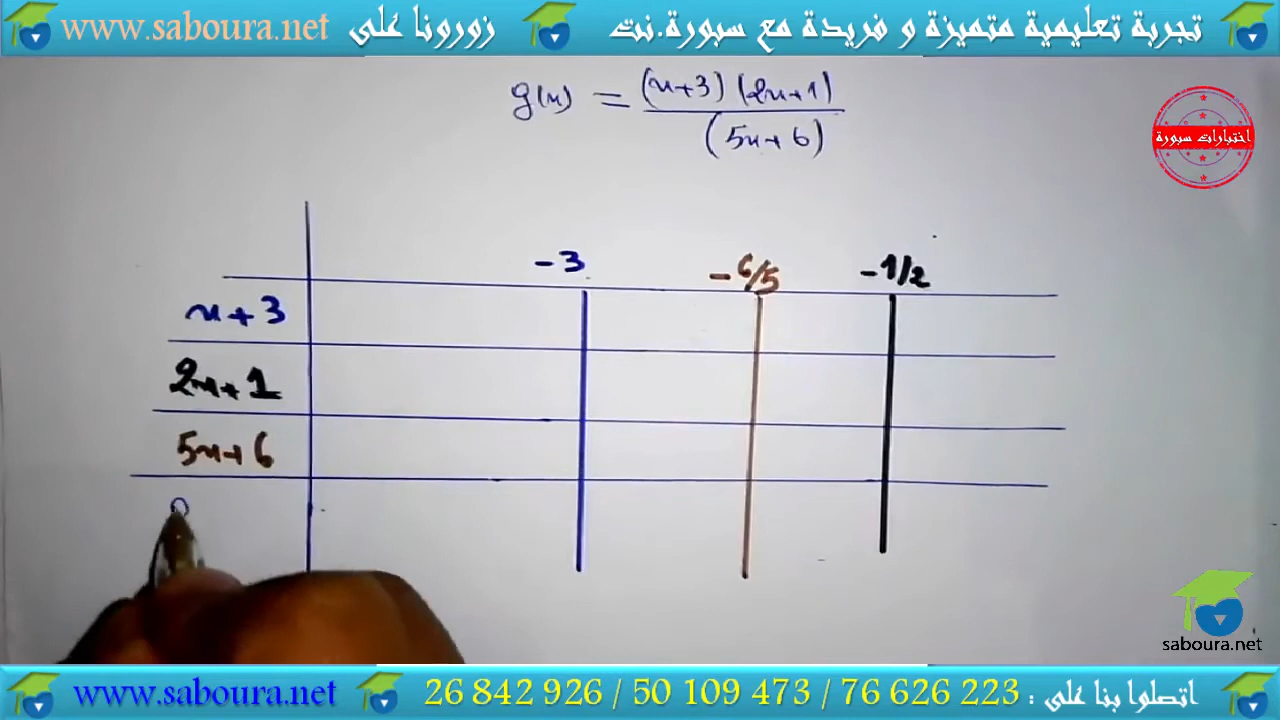 تجربة تعليمية متميزة و فريدة مع سبورة.نت زورونا على www.saboura.net
g(x) = (x+3)(2x+1) / (5x+6)
اختبارات سبورة
-3 -6/5 -1/2
x+3
2x+1
5x+6
saboura.net
اتصلوا بنا على : 26 842 926 / 50 109 473 / 76 626 223 www.saboura.net